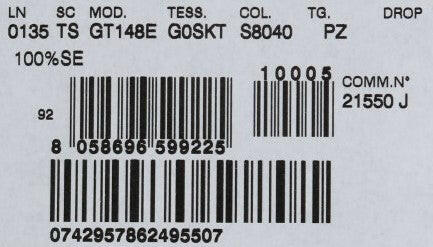 LN SC MOD. TESS. COL. TG. DROP
0135 TS GT148E G0SKT S8040 PZ
100%SE
10005
COMM.N°
21550 J
92
8 058696 599225
0742957862495507